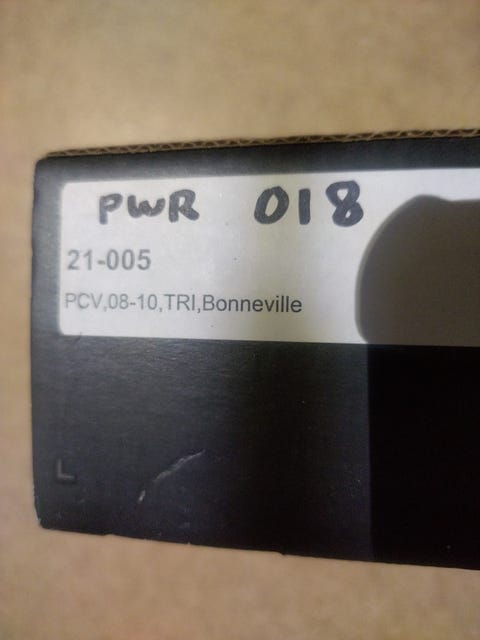 PWR 018
21-005
PCV,08-10,TRI,Bonneville
L